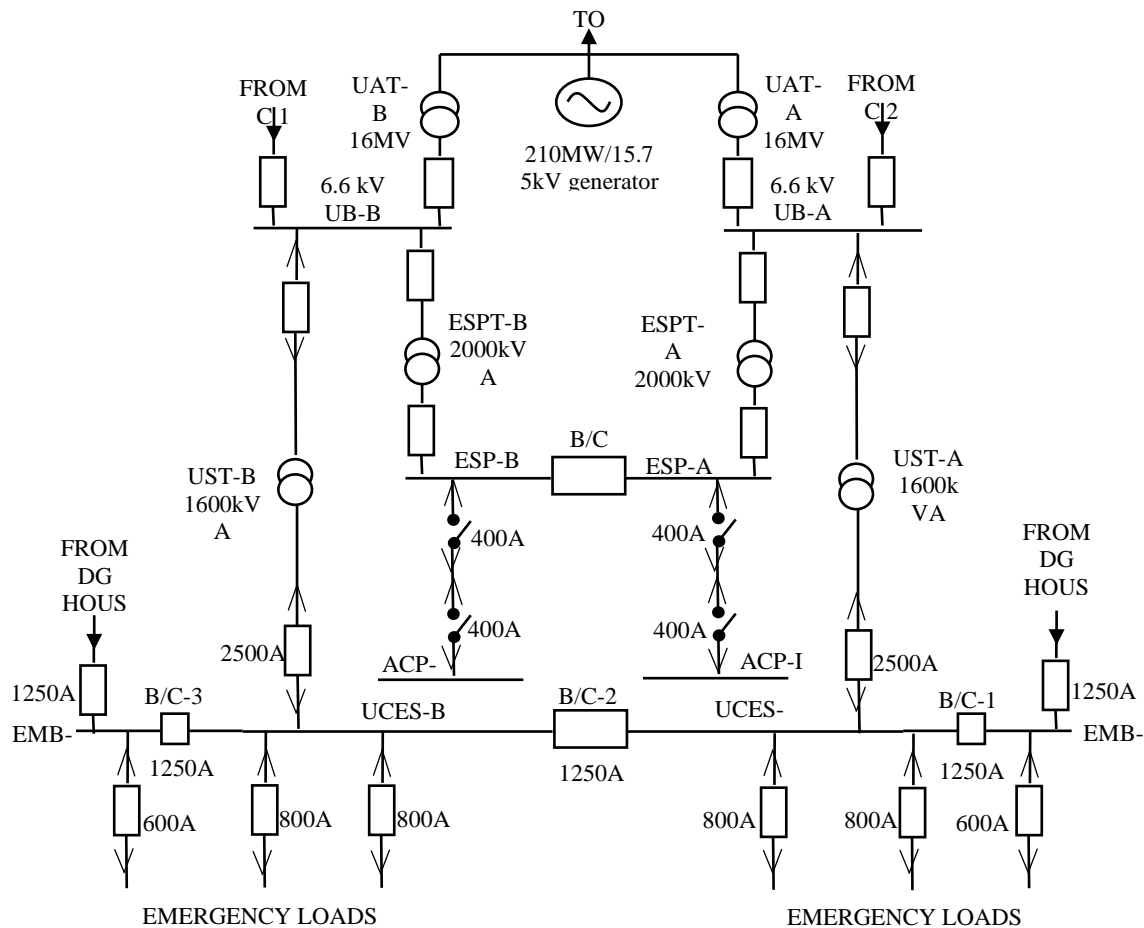 TO
FROM
C 1
UAT-
B
16MV
UAT-
A
16MV
FROM
C 2
210MW/15.7
5kV generator
6.6 kV
UB-B
6.6 kV
UB-A
ESPT-B
2000kV
A
ESPT-
A
2000kV
B/C
ESP-B
ESP-A
UST-B
1600kV
A
UST-A
1600k
VA
400A
400A
FROM
DG
HOUS
FROM
DG
HOUS
400A
400A
2500A
ACP-
ACP-I
2500A
1250A
B/C-3
UCES-B
B/C-2
UCES-
B/C-1
1250A
EMB-
EMB-
1250A
1250A
1250A
600A
800A
800A
800A
800A
600A
EMERGENCY LOADS
EMERGENCY LOADS